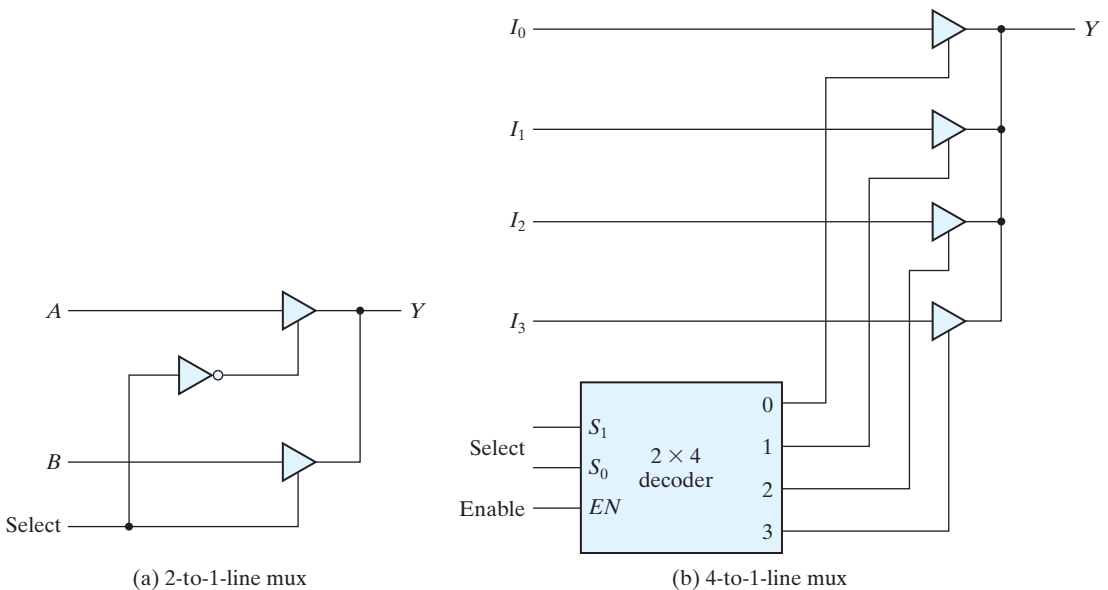 A
Y
B
Select
(a) 2-to-1-line mux
I₀
Y
I₁
I₂
I₃
Select
Enable
S₁
S₀
EN
2 × 4
decoder
0
1
2
3
(b) 4-to-1-line mux